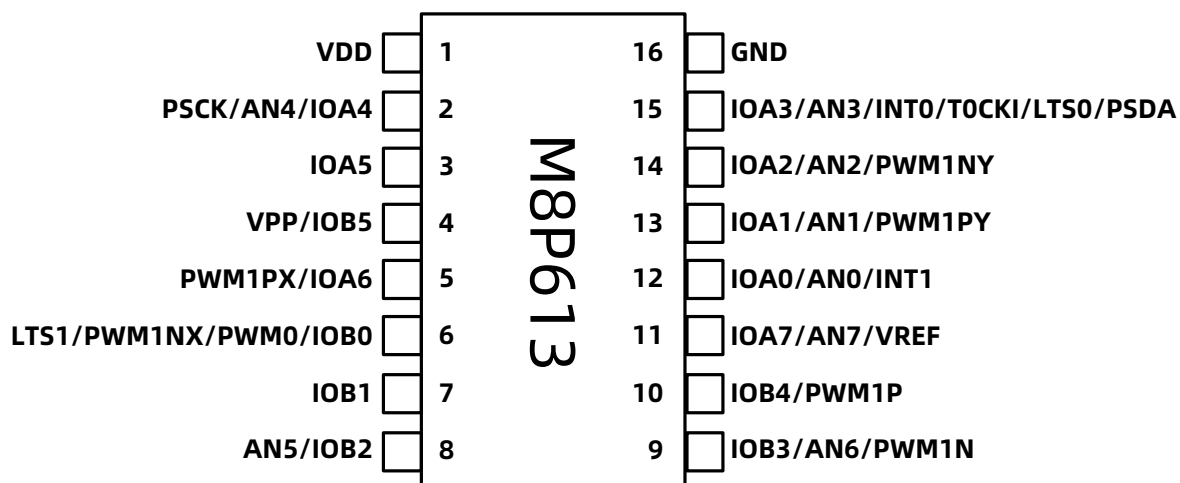 VDD 1 16 GND
PSCK/AN4/IOA4 2 15 IOA3/AN3/INT0/T0CKI/LTS0/PSDA
IOA5 3 14 IOA2/AN2/PWM1NY
VPP/IOB5 4 13 IOA1/AN1/PWM1PY
PWM1PX/IOA6 5 12 IOA0/AN0/INT1
LTS1/PWM1NX/PWM0/IOB0 6 11 IOA7/AN7/VREF
IOB1 7 10 IOB4/PWM1P
AN5/IOB2 8 9 IOB3/AN6/PWM1N
M8P613